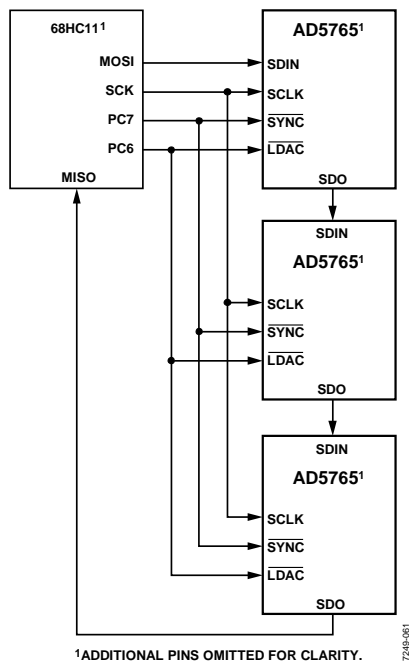 68HC11¹
MOSI
SCK
PC7
PC6
MISO
AD5765¹
SDIN
SCLK
SYNC
LDAC
SDO
SDIN
AD5765¹
SCLK
SYNC
LDAC
SDO
SDIN
AD5765¹
SCLK
SYNC
LDAC
SDO
¹ADDITIONAL PINS OMITTED FOR CLARITY.
7249-061